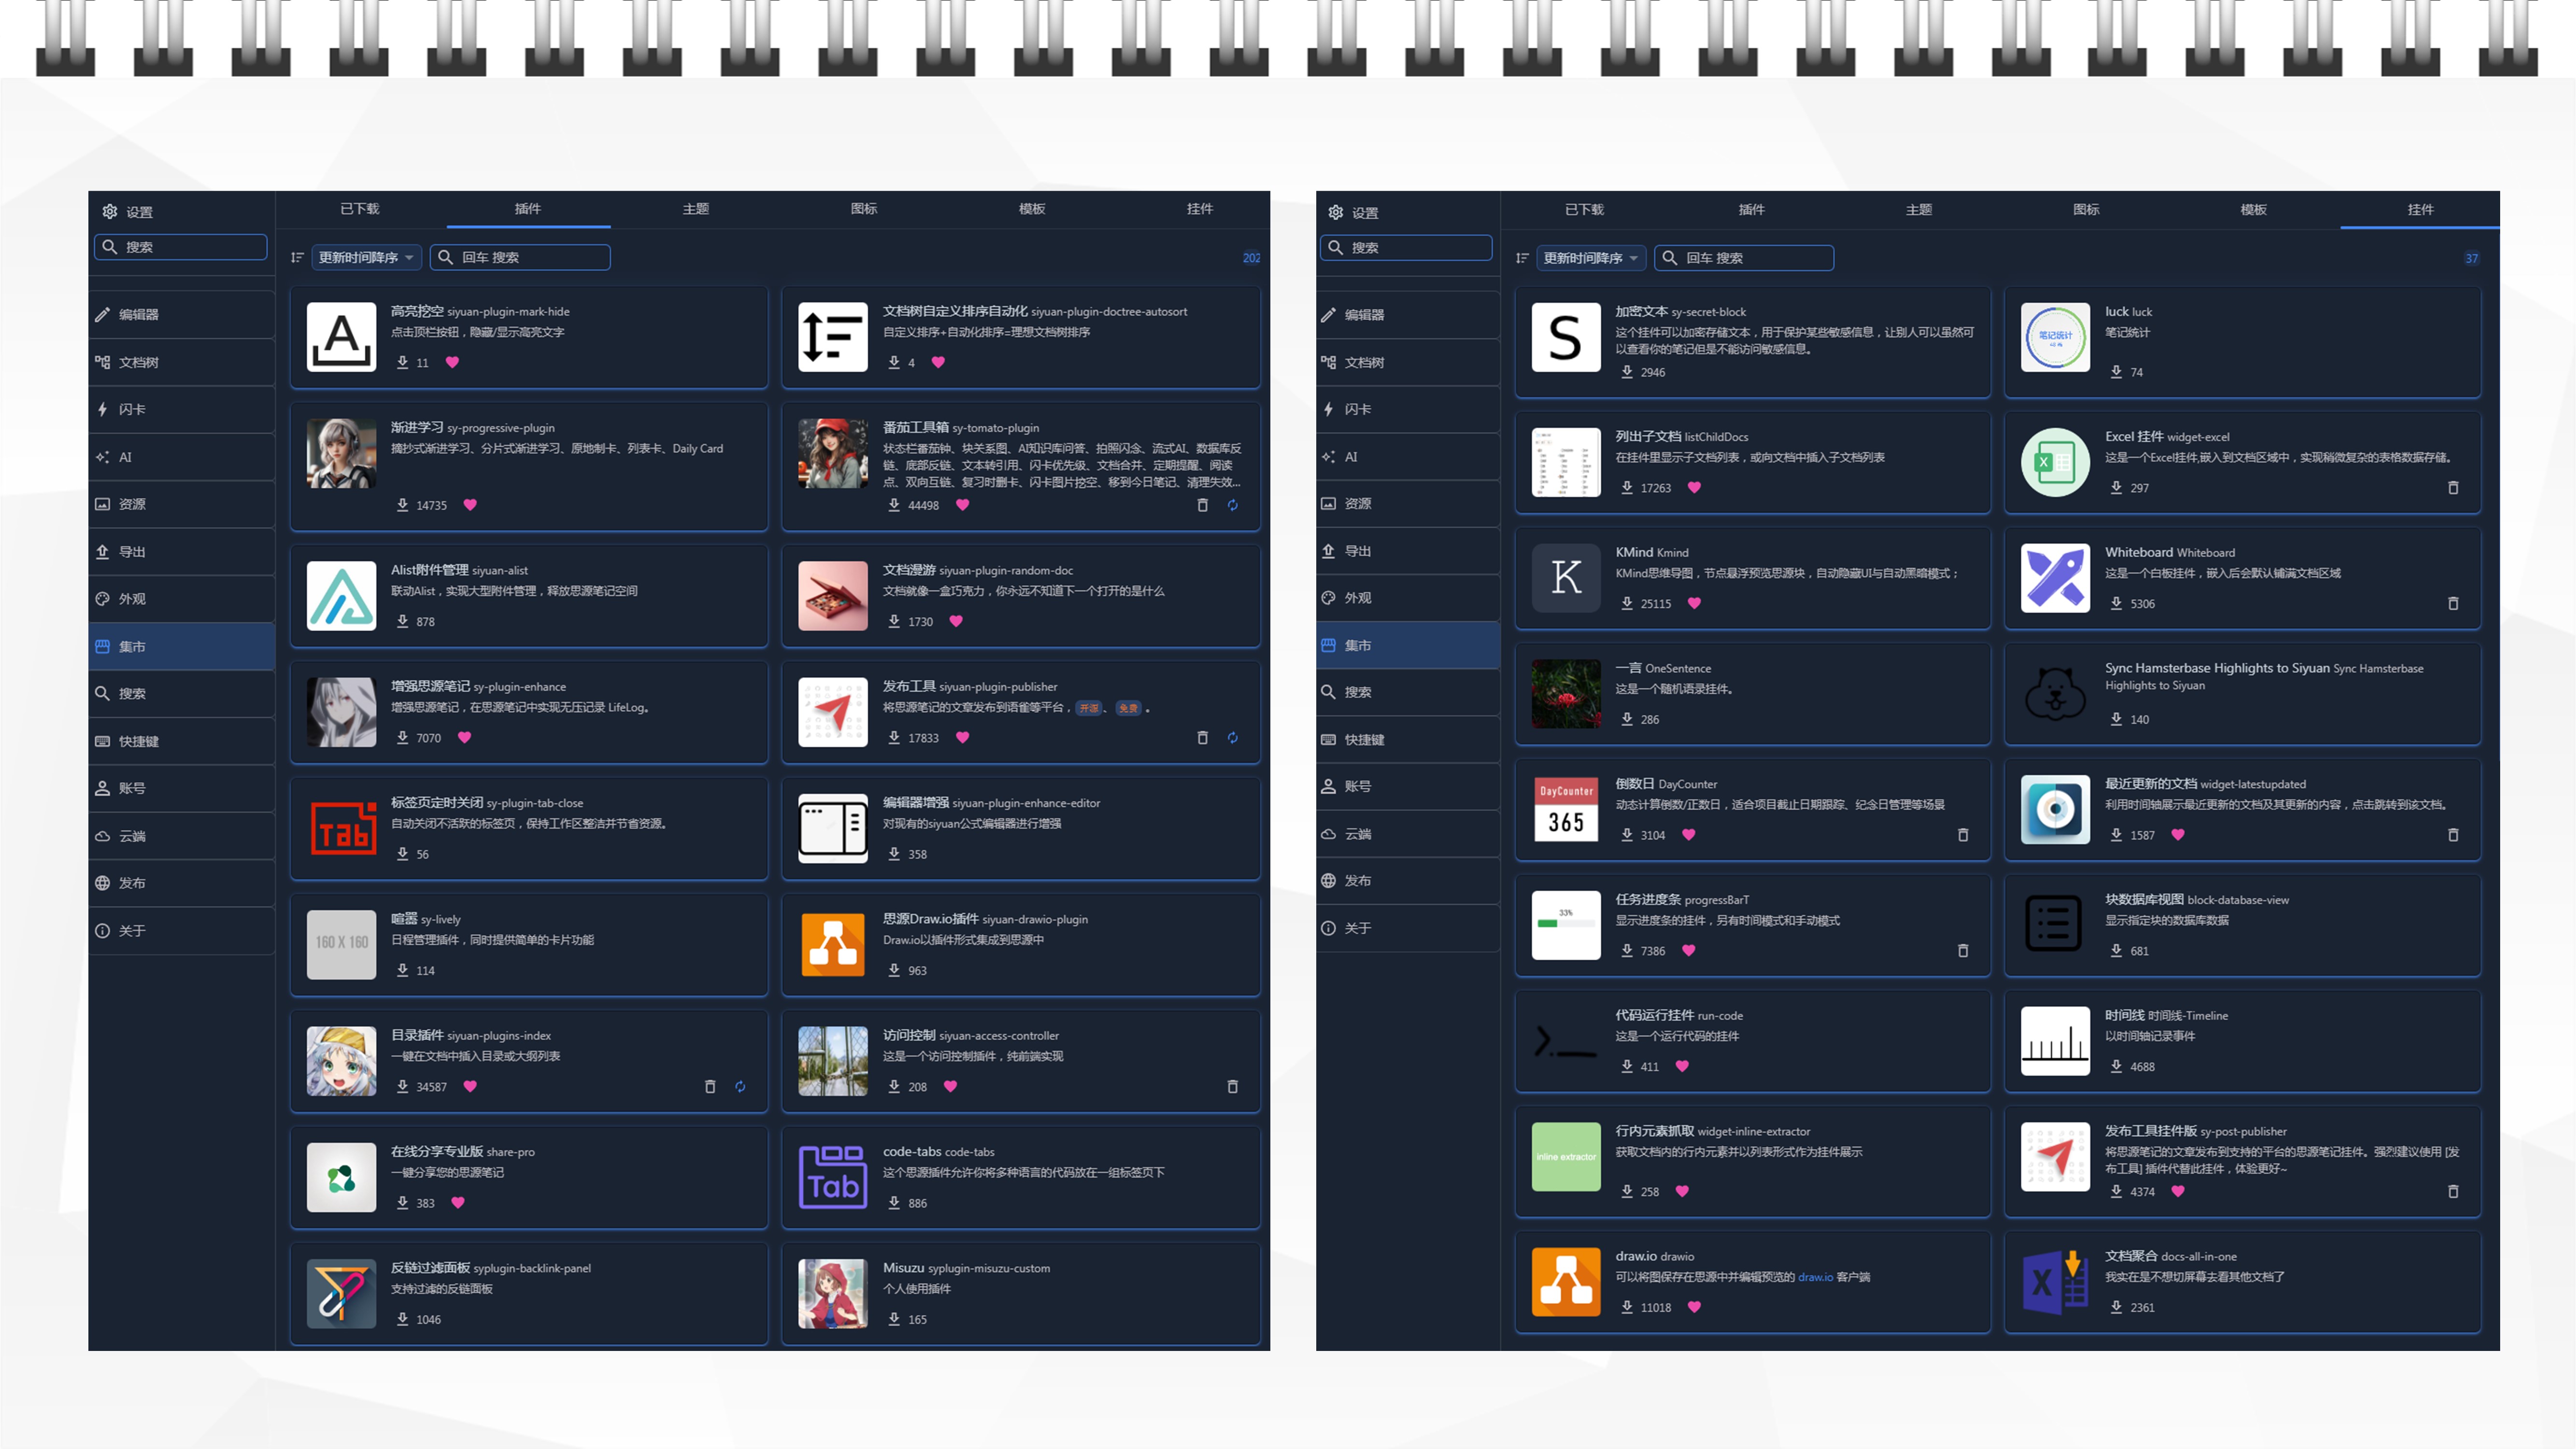 设置
搜索
编辑器
文档树
闪卡
AI
资源
导出
外观
集市
搜索
快捷键
账号
云端
发布
关于
已下载 插件 主题 图标 模板 挂件
更新时间降序 回车 搜索 202
高亮挖空 siyuan-plugin-mark-hide
点击顶栏按钮，隐藏/显示高亮文字
11
文档树自定义排序自动化 siyuan-plugin-doctree-autosort
自定义排序+自动化排序=理想文档树排序
4
渐进学习 sy-progressive-plugin
摘抄式渐进学习、分片式渐进学习、原地制卡、列表卡、Daily Card
14735
番茄工具箱 sy-tomato-plugin
状态栏番茄钟、块关系图、AI知识库问答、拍照闪念、流式AI、数据库反
链、底部反链、文本转引用、闪卡优先级、文档合并、定期提醒、阅读
点、双向互链、复习时删卡、闪卡图片挖空、移到今日笔记、清理失效...
44498
Alist附件管理 siyuan-alist
联动Alist，实现大型附件管理，释放思源笔记空间
878
文档漫游 siyuan-plugin-random-doc
文档就像一盒巧克力，你永远不知道下一个打开的是什么
1730
增强思源笔记 sy-plugin-enhance
增强思源笔记，在思源笔记中实现无压记录 LifeLog。
7070
发布工具 siyuan-plugin-publisher
将思源笔记的文章发布到语雀等平台，开源、免费。
17833
Tab
标签页定时关闭 sy-plugin-tab-close
自动关闭不活跃的标签页，保持工作区整洁并节省资源。
56
编辑器增强 siyuan-plugin-enhance-editor
对现有的siyuan公式编辑器进行增强
358
160 X 160
喧嚣 sy-lively
日程管理插件，同时提供简单的卡片功能
114
思源Draw.io插件 siyuan-drawio-plugin
Draw.io以插件形式集成到思源中
963
目录插件 siyuan-plugins-index
一键在文档中插入目录或大纲列表
34587
访问控制 siyuan-access-controller
这是一个访问控制插件，纯前端实现
208
在线分享专业版 share-pro
一键分享您的思源笔记
383
Tab
code-tabs code-tabs
这个思源插件允许你将多种语言的代码放在一组标签页下
886
反链过滤面板 syplugin-backlink-panel
支持过滤的反链面板
1046
Misuzu syplugin-misuzu-custom
个人使用插件
165
设置
搜索
编辑器
文档树
闪卡
AI
资源
导出
外观
集市
搜索
快捷键
账号
云端
发布
关于
已下载 插件 主题 图标 模板 挂件
更新时间降序 回车 搜索 37
S
加密文本 sy-secret-block
这个挂件可以加密存储文本，用于保护某些敏感信息，让别人可以虽然可
以查看你的笔记但是不能访问敏感信息。
2946
笔记统计
luck luck
笔记统计
74
列出子文档 listChildDocs
在挂件里显示子文档列表，或向文档中插入子文档列表
17263
Excel 挂件 widget-excel
这是一个Excel挂件,嵌入到文档区域中，实现稍微复杂的表格数据存储。
297
K
KMind Kmind
KMind思维导图，节点悬浮预览思源块，自动隐藏UI与自动黑暗模式；
25115
Whiteboard Whiteboard
这是一个白板挂件，嵌入后会默认铺满文档区域
5306
一言 OneSentence
这是一个随机语录挂件。
286
Sync Hamsterbase Highlights to Siyuan Sync Hamsterbase
Highlights to Siyuan
140
DayCounter
365
倒数日 DayCounter
动态计算倒数/正数日，适合项目截止日期跟踪、纪念日管理等场景
3104
最近更新的文档 widget-latestupdated
利用时间轴展示最近更新的文档及其更新的内容，点击跳转到该文档。
1587
33%
任务进度条 progressBarT
显示进度条的挂件，另有时间模式和手动模式
7386
块数据库视图 block-database-view
显示指定块的数据库数据
681
代码运行挂件 run-code
这是一个运行代码的挂件
411
时间线 时间线-Timeline
以时间轴记录事件
4688
inline extractor
行内元素抓取 widget-inline-extractor
获取文档内的行内元素并以列表形式作为挂件展示
258
发布工具挂件版 sy-post-publisher
将思源笔记的文章发布到支持的平台的思源笔记挂件。强烈建议使用 [发
布工具] 插件代替此挂件，体验更好~
4374
draw.io drawio
可以将图保存在思源中并编辑预览的 draw.io 客户端
11018
文档聚合 docs-all-in-one
我实在是不想切屏幕去看其他文档了
2361